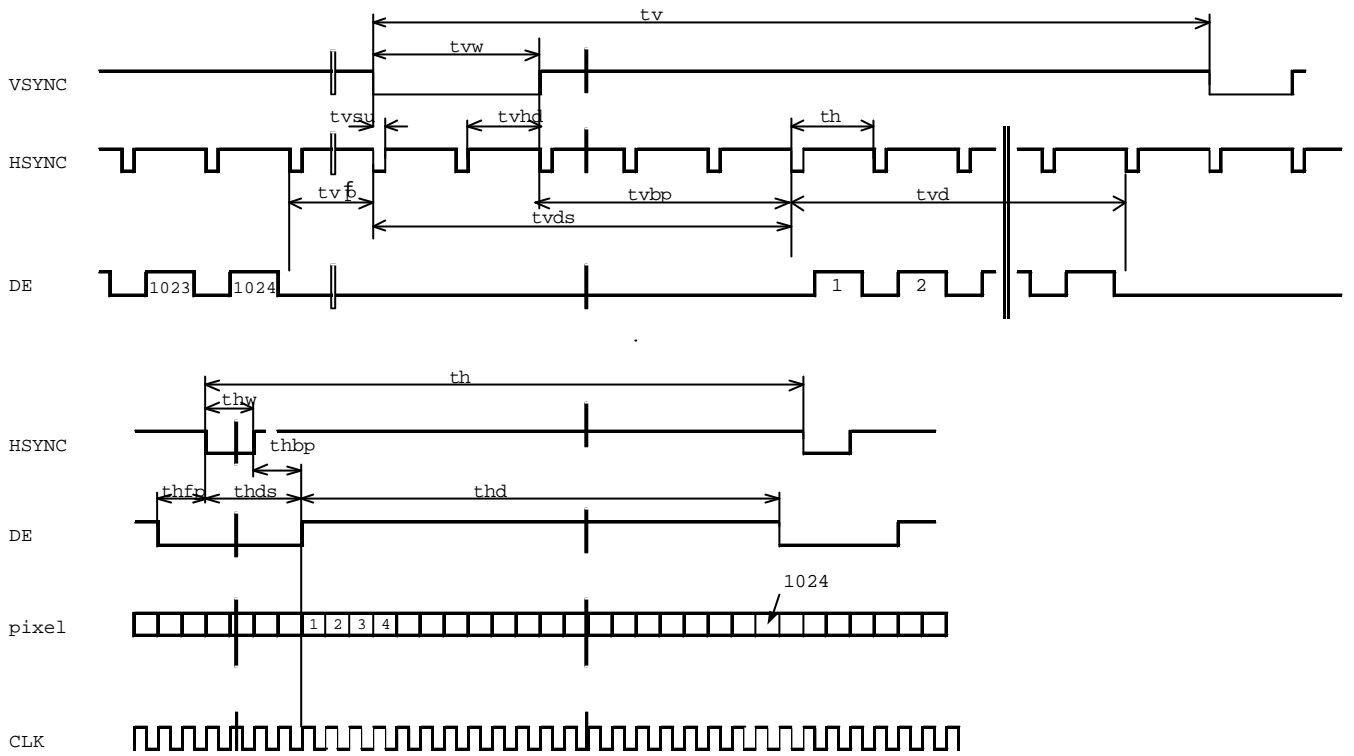 tv
tvw
VSYNC
tvsu
tvhd
th
HSYNC
tvfp
tvbp
tvd
tvds
DE
1023
1024
1
2
th
thw
HSYNC
thbp
thfp
thds
thd
DE
1024
pixel
1 2 3 4
CLK